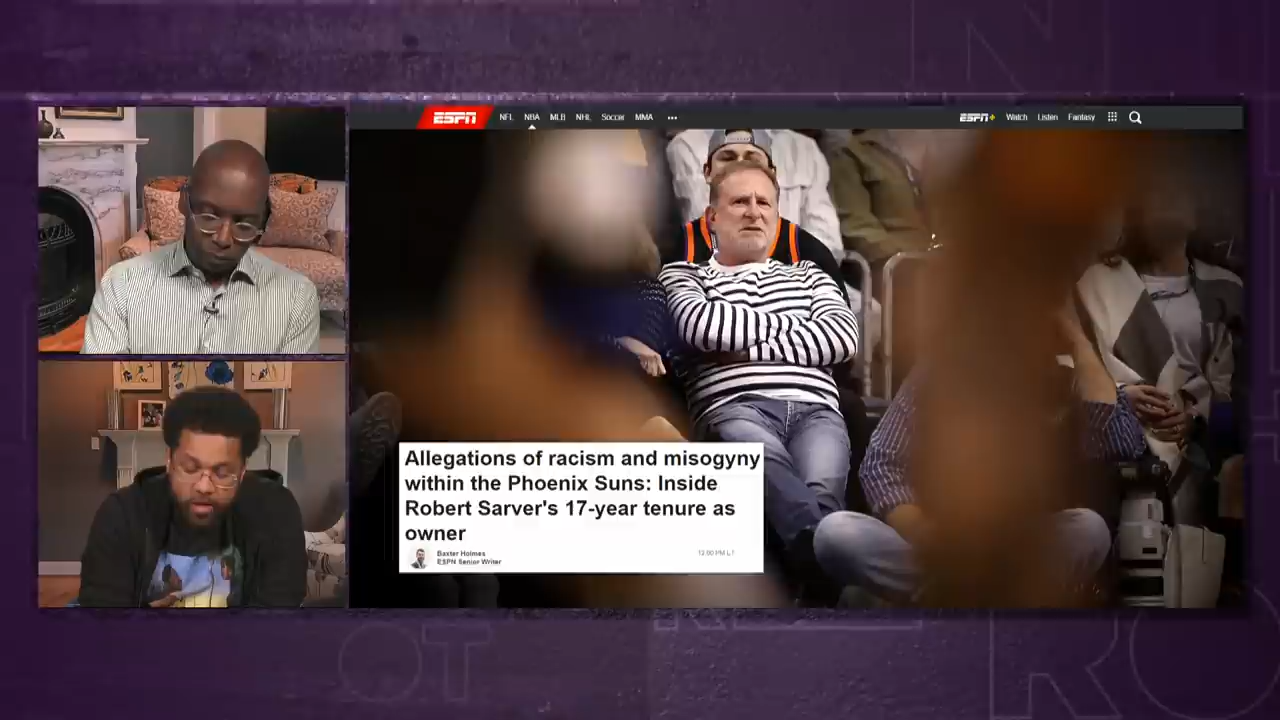 ESPN NFL NBA MLB NHL Soccer MMA ••• ESPN+ Watch Listen Fantasy
Allegations of racism and misogyny
within the Phoenix Suns: Inside
Robert Sarver's 17-year tenure as
owner
Baxter Holmes
ESPN Senior Writer
OT